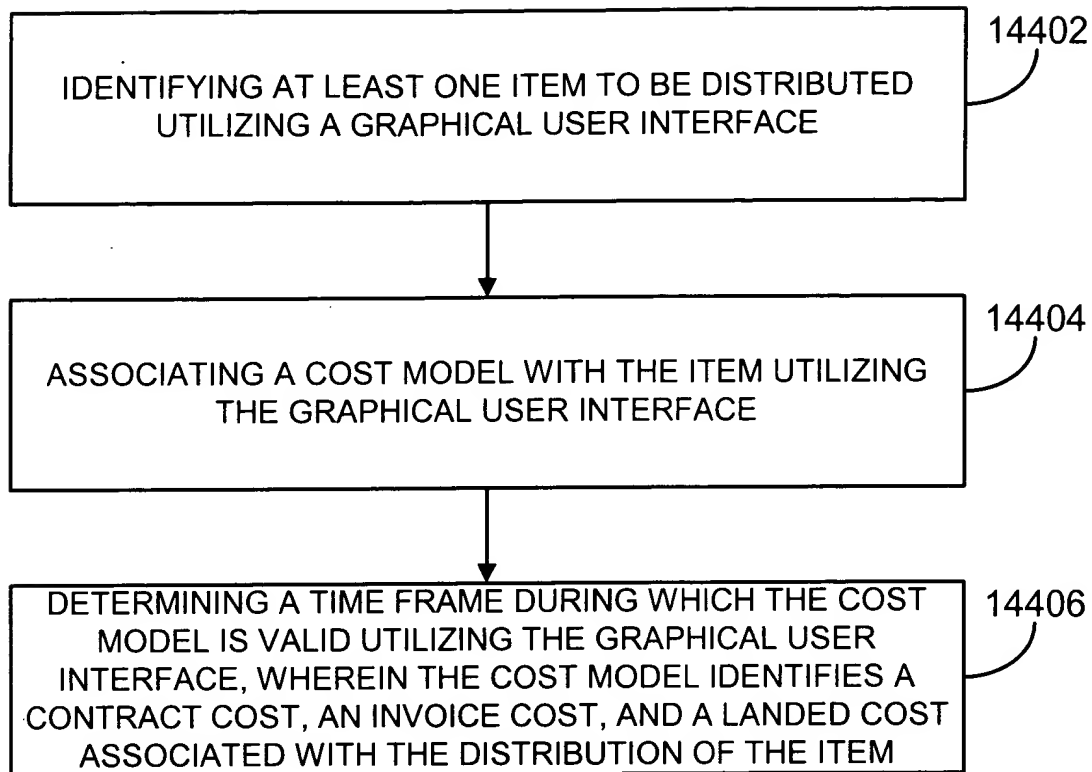 14402
IDENTIFYING AT LEAST ONE ITEM TO BE DISTRIBUTED
UTILIZING A GRAPHICAL USER INTERFACE
14404
ASSOCIATING A COST MODEL WITH THE ITEM UTILIZING
THE GRAPHICAL USER INTERFACE
14406
DETERMINING A TIME FRAME DURING WHICH THE COST
MODEL IS VALID UTILIZING THE GRAPHICAL USER
INTERFACE, WHEREIN THE COST MODEL IDENTIFIES A
CONTRACT COST, AN INVOICE COST, AND A LANDED COST
ASSOCIATED WITH THE DISTRIBUTION OF THE ITEM